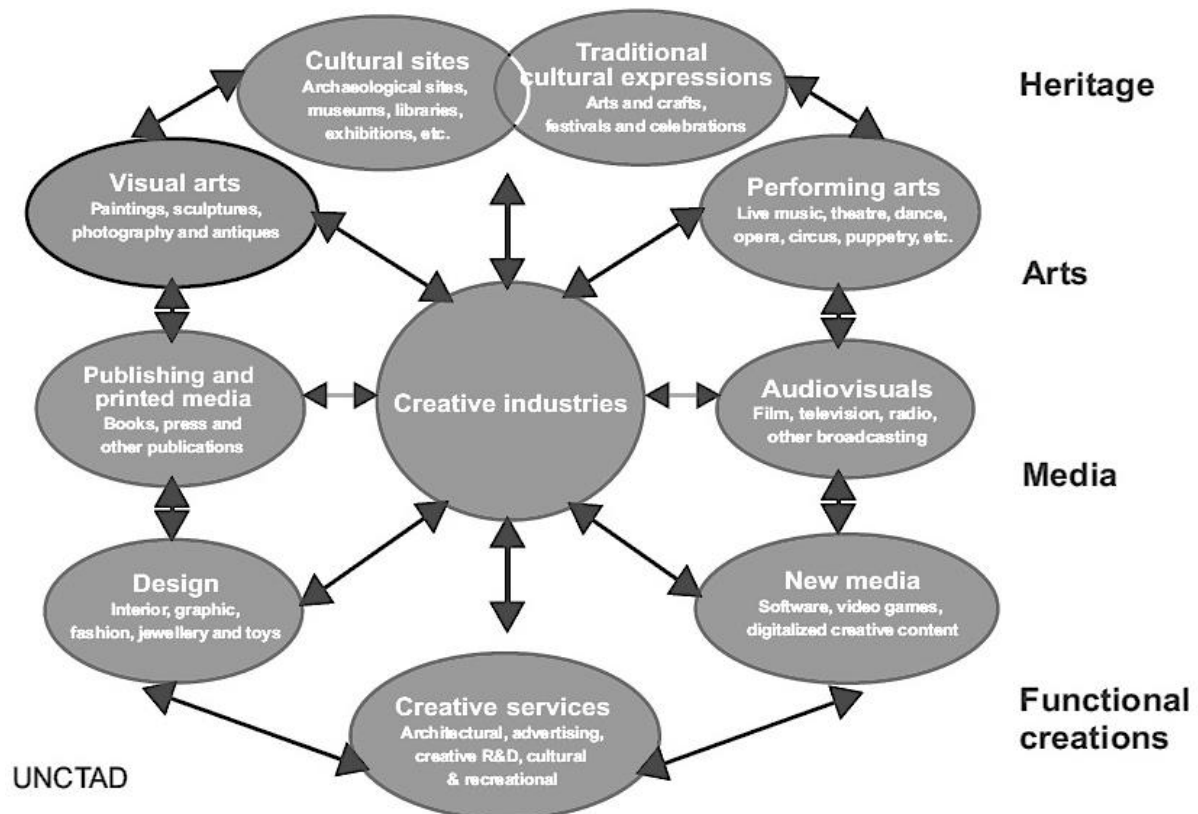 Cultural sites
Archaeological sites,
museums, libraries,
exhibitions, etc.
Traditional
cultural expressions
Arts and crafts,
festivals and celebrations
Heritage
Visual arts
Paintings, sculptures,
photography and antiques
Performing arts
Live music, theatre, dance,
opera, circus, puppetry, etc.
Arts
Publishing and
printed media
Books, press and
other publications
Creative industries
Audiovisuals
Film, television, radio,
other broadcasting
Media
Design
Interior, graphic,
fashion, jewellery and toys
New media
Software, video games,
digitalized creative content
Creative services
Architectural, advertising,
creative R&D, cultural
& recreational
Functional
creations
UNCTAD